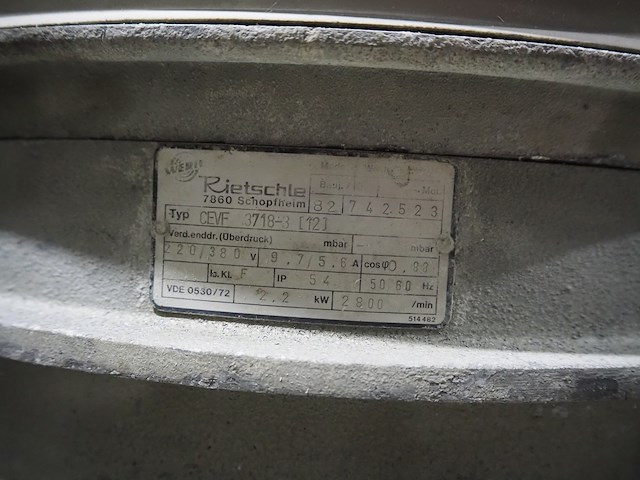 Rietschle
7860 Schopfheim
82 742523
Typ CEVF 3718-3 [12]
Verd.enddr. (Überdruck) mbar – mbar
220/380 V 9.7/5.6 A cosφ 0.88
Is.Kl. F IP 54 50 60 Hz
VDE 0530/72 2.2 kW 2800 /min
514 462